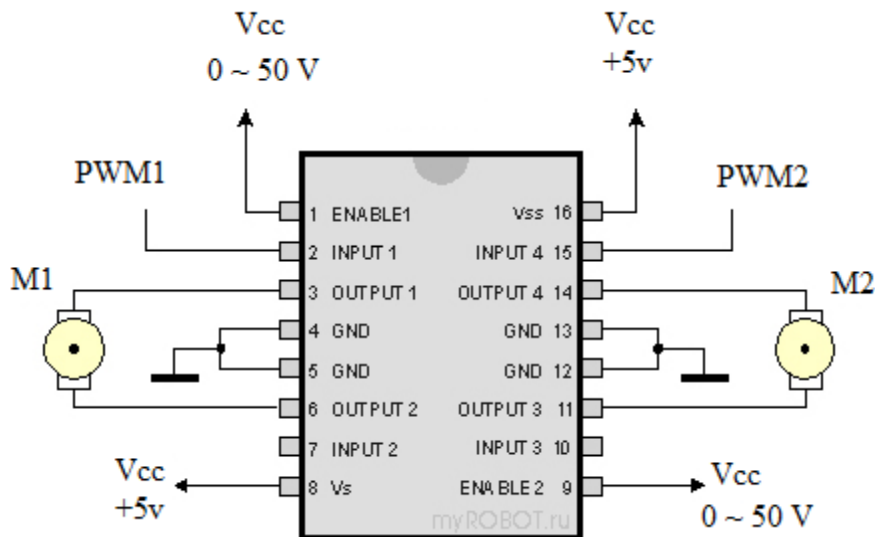 Vcc
0 ~ 50 V
Vcc
+5v
PWM1
PWM2
1 ENABLE1
Vss 16
2 INPUT 1
INPUT 4 15
M1
3 OUTPUT 1
OUTPUT 4 14
M2
4 GND
GND 13
5 GND
GND 12
6 OUTPUT 2
OUTPUT 3 11
7 INPUT 2
INPUT 3 10
Vcc
+5v
8 Vs
ENABLE2 9
Vcc
0 ~ 50 V
myROBOT.ru